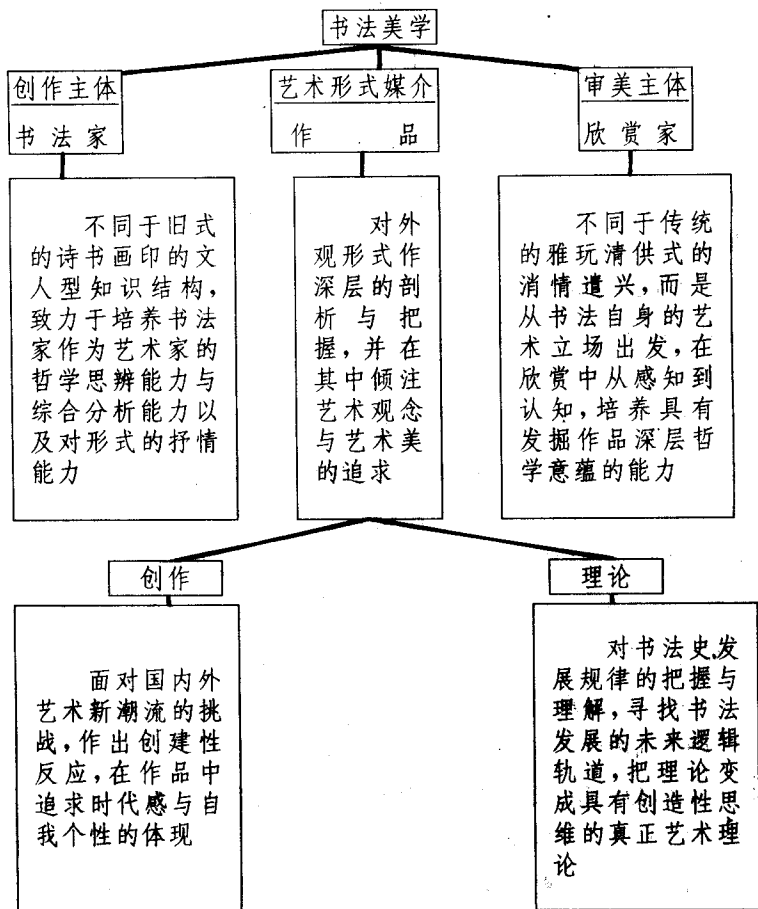 书法美学
创作主体
书法家
艺术形式媒介
作品
审美主体
欣赏家
不同于旧式
的诗书画印的文
人型知识结构，
致力于培养书法
家作为艺术家的
哲学思辨能力与
综合分析能力以
及对形式的抒情
能力
对外
观形式作
深层的剖
析与把
握，并在
其中倾注
艺术观念
与艺术美
的追求
不同于传统
的雅玩清供式的
消情遣兴，而是
从书法自身的艺
术立场出发，在
欣赏中从感知到
认知，培养具有
发掘作品深层哲
学意蕴的能力
创作
理论
面对国内外
艺术新潮流的挑
战，作出创建性
反应，在作品中
追求时代感与自
我个性的体现
对书法史发
展规律的把握与
理解，寻找书法
发展的未来逻辑
轨道，把理论变
成具有创造性思
维的真正艺术理
论